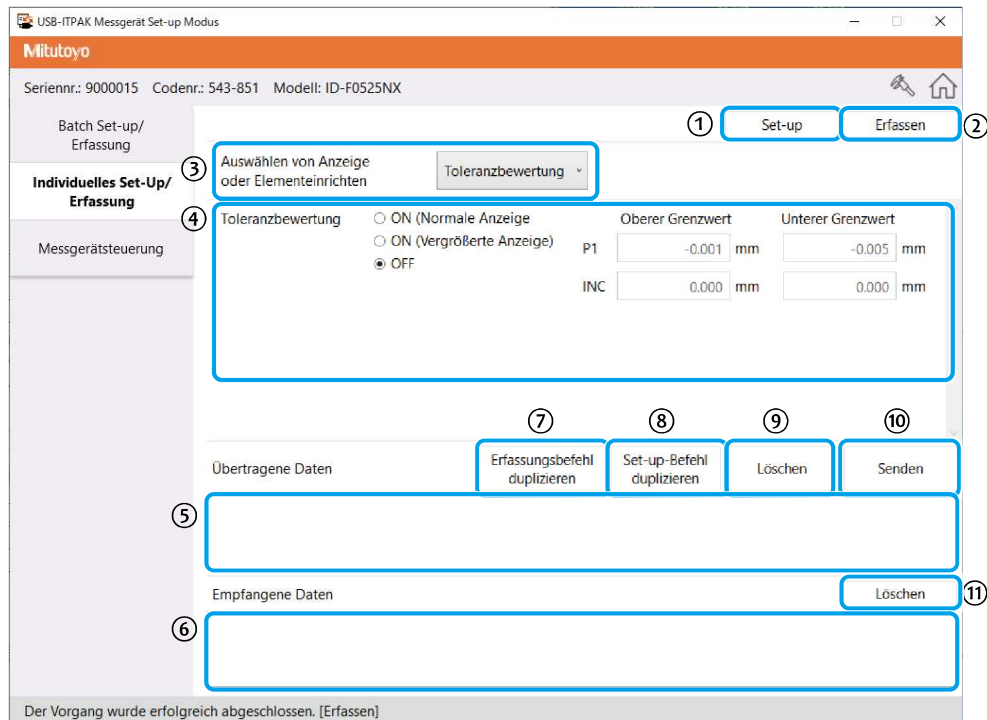 USB-ITPAK Messgerät Set-up Modus
Mitutoyo
Seriennr.: 9000015 Codenr.: 543-851 Modell: ID-F0525NX
Batch Set-up/
Erfassung
Individuelles Set-Up/
Erfassung
Messgerätsteuerung
① Set-up Erfassen ②
③ Auswählen von Anzeige
oder Elementeinrichten
Toleranzbewertung
④ Toleranzbewertung
ON (Normale Anzeige
ON (Vergrößerte Anzeige)
OFF
Oberer Grenzwert Unterer Grenzwert
P1 -0.001 mm -0.005 mm
INC 0.000 mm 0.000 mm
⑦ ⑧ ⑨ ⑩
Übertragene Daten
Erfassungsbefehl
duplizieren
Set-up-Befehl
duplizieren
Löschen
Senden
⑤
Empfangene Daten Löschen ⑪
⑥
Der Vorgang wurde erfolgreich abgeschlossen. [Erfassen]